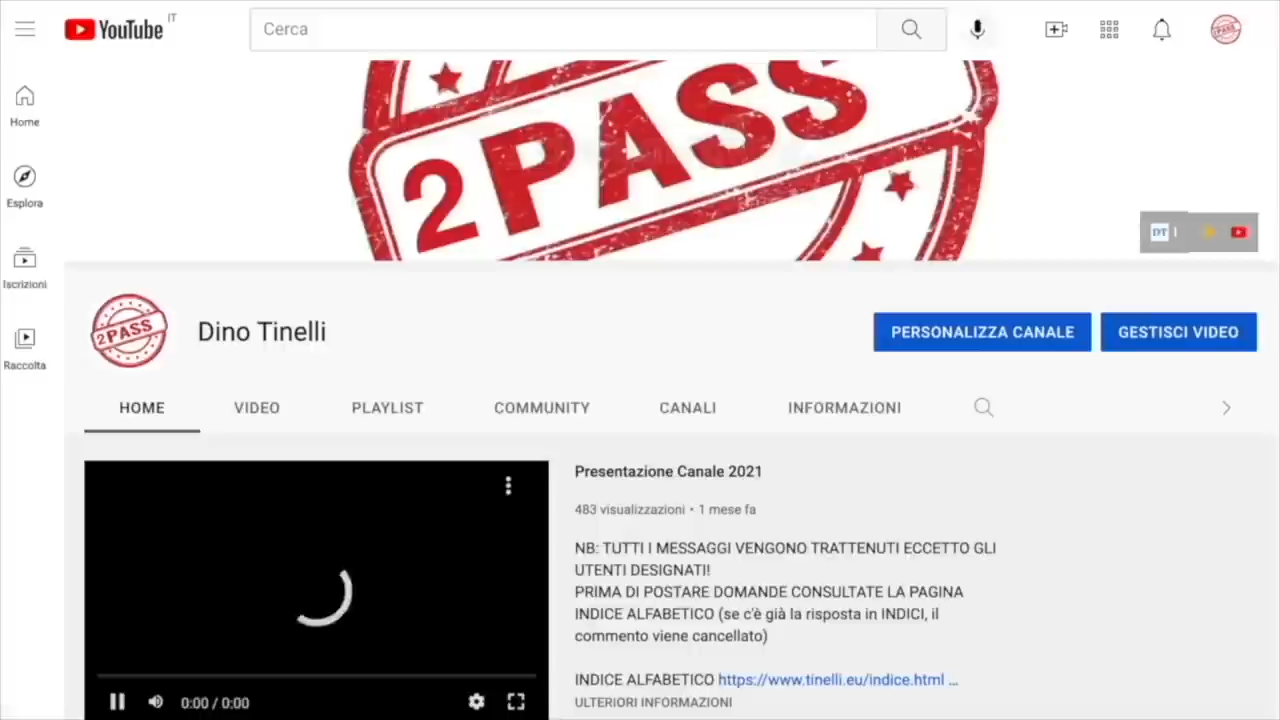 YouTube IT
Cerca
2PASS
Home
Esplora
Iscrizioni
Raccolta
2PASS
DT
2PASS
Dino Tinelli
PERSONALIZZA CANALE
GESTISCI VIDEO
HOME
VIDEO
PLAYLIST
COMMUNITY
CANALI
INFORMAZIONI
Presentazione Canale 2021
483 visualizzazioni • 1 mese fa
NB: TUTTI I MESSAGGI VENGONO TRATTENUTI ECCETTO GLI
UTENTI DESIGNATI!
PRIMA DI POSTARE DOMANDE CONSULTATE LA PAGINA
INDICE ALFABETICO (se c'è già la risposta in INDICI, il
commento viene cancellato)
INDICE ALFABETICO https://www.tinelli.eu/indice.html ...
ULTERIORI INFORMAZIONI
0:00 / 0:00